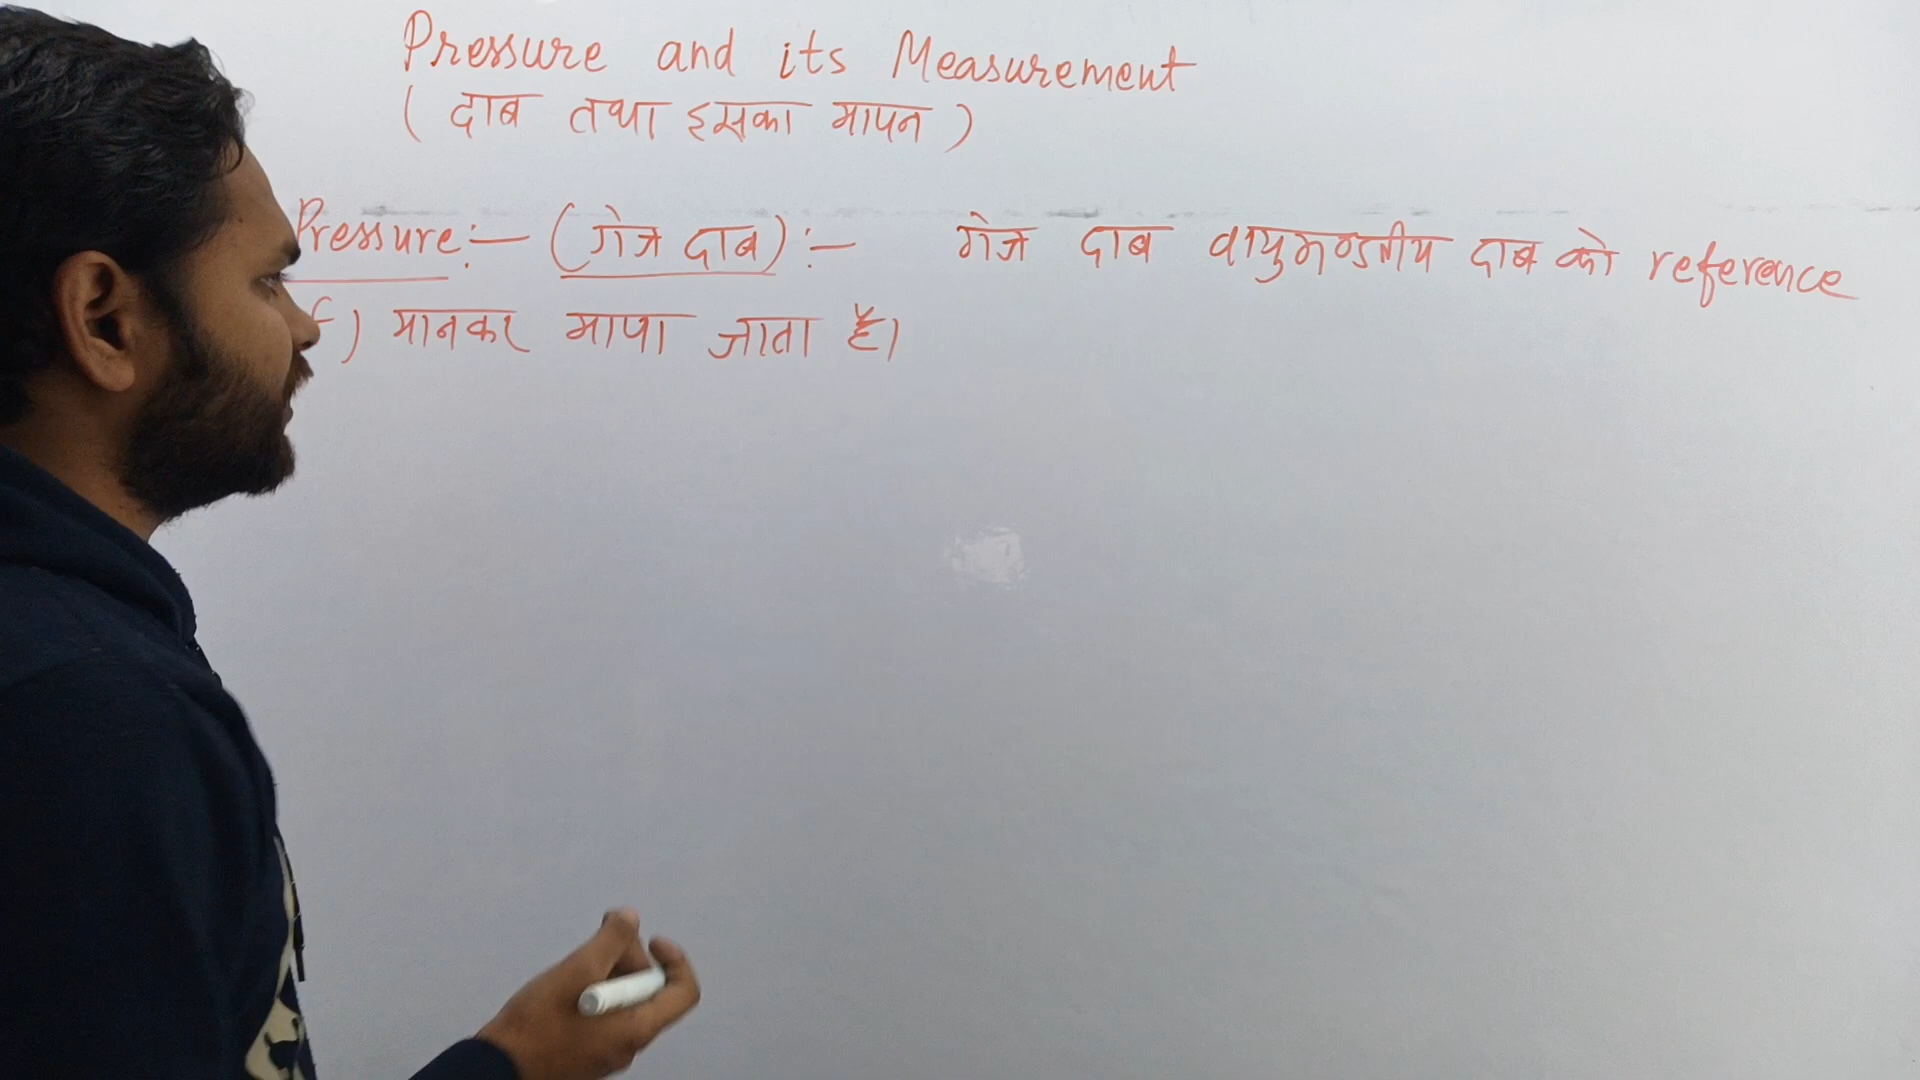 Pressure and its Measurement
( दाब तथा इसका मापन )
Pressure :– (गेज दाब) :– गेज दाब वायुमण्डलीय दाब को reference
) मानकर मापा जाता है।